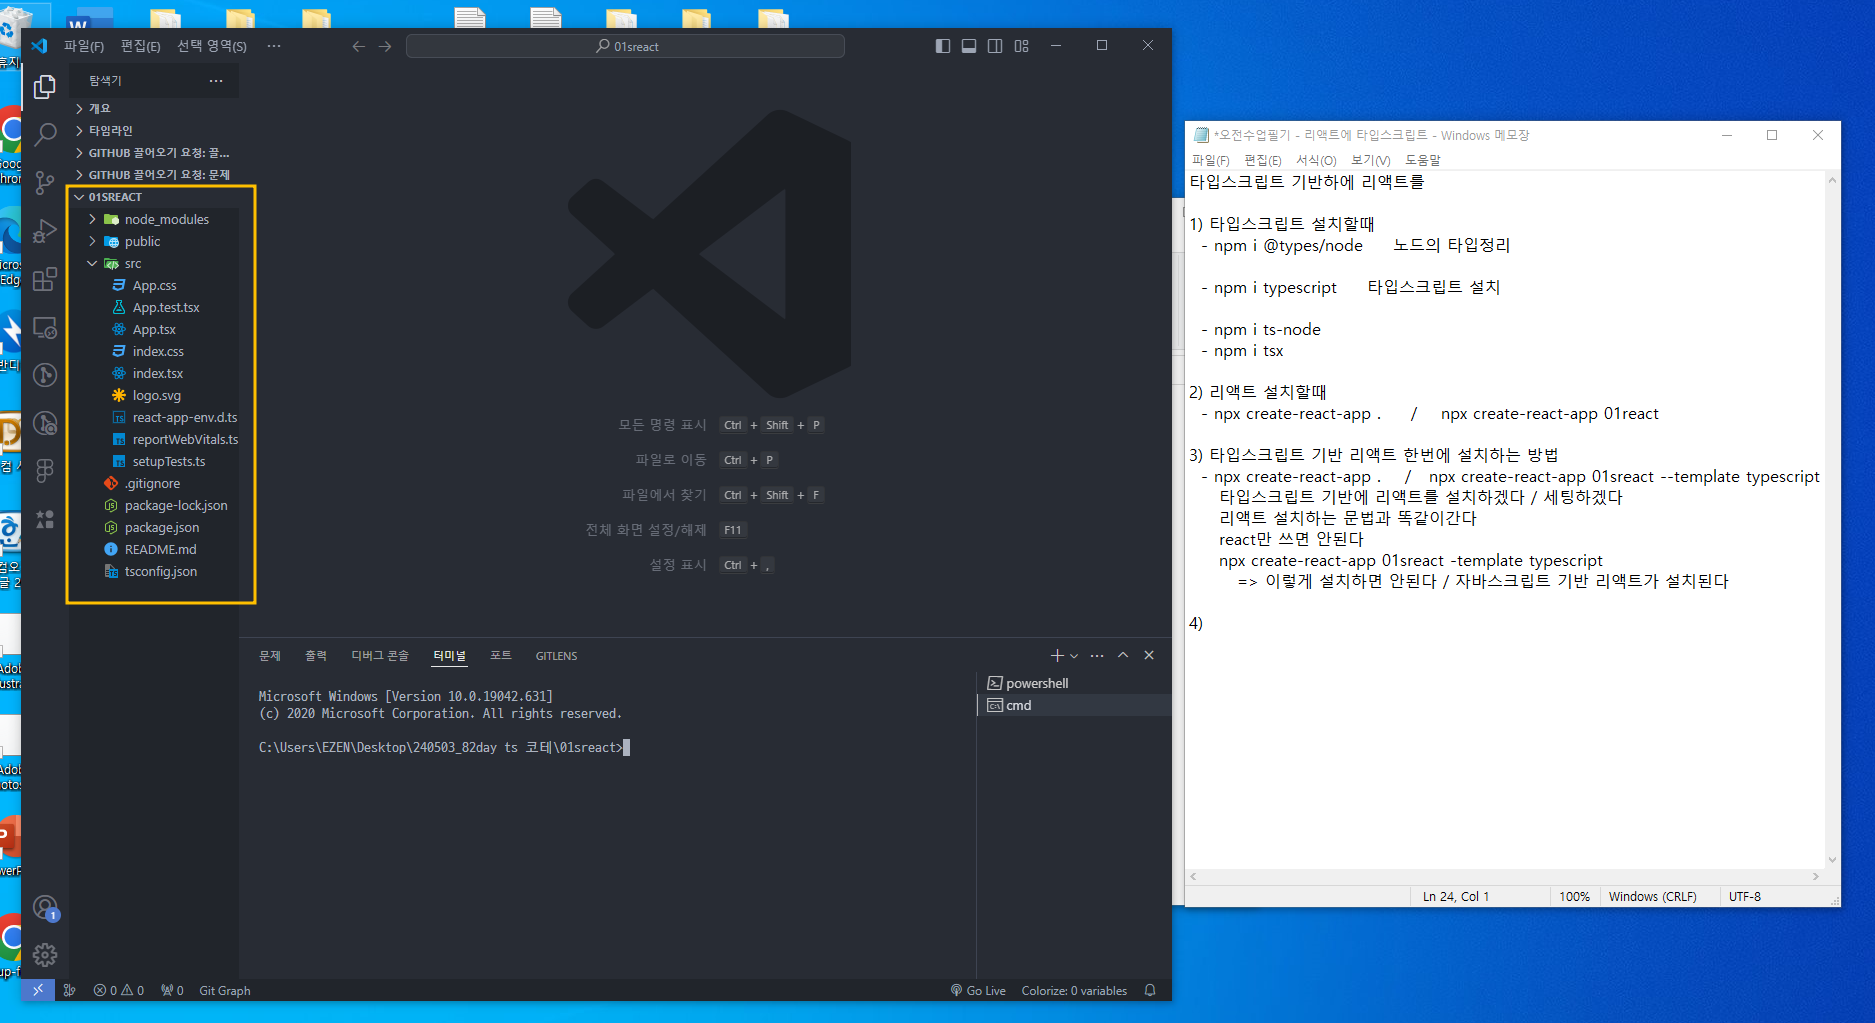 파일(F) 편집(E) 선택 영역(S) ···
01sreact
탐색기 ···
개요
타임라인
GITHUB 끌어오기 요청: 끌...
GITHUB 끌어오기 요청: 문제
01SREACT
node_modules
public
src
App.css
App.test.tsx
App.tsx
index.css
index.tsx
logo.svg
react-app-env.d.ts
reportWebVitals.ts
setupTests.ts
.gitignore
package-lock.json
package.json
README.md
tsconfig.json
모든 명령 표시 Ctrl + Shift + P
파일로 이동 Ctrl + P
파일에서 찾기 Ctrl + Shift + F
전체 화면 설정/해제 F11
설정 표시 Ctrl + ,
문제 출력 디버그 콘솔 터미널 포트 GITLENS
Microsoft Windows [Version 10.0.19042.631]
(c) 2020 Microsoft Corporation. All rights reserved.
C:\Users\EZEN\Desktop\240503_82day ts 코테\01sreact>
powershell
cmd
1
0 0 0 Git Graph
Go Live Colorize: 0 variables
*오전수업필기 - 리액트에 타입스크립트 - Windows 메모장
파일(F) 편집(E) 서식(O) 보기(V) 도움말
타입스크립트 기반하에 리액트를
1) 타입스크립트 설치할때
- npm i @types/node 노드의 타입정리
- npm i typescript 타입스크립트 설치
- npm i ts-node
- npm i tsx
2) 리액트 설치할때
- npx create-react-app . / npx create-react-app 01react
3) 타입스크립트 기반 리액트 한번에 설치하는 방법
- npx create-react-app . / npx create-react-app 01sreact --template typescript
타입스크립트 기반에 리액트를 설치하겠다 / 세팅하겠다
리액트 설치하는 문법과 똑같이간다
react만 쓰면 안된다
npx create-react-app 01sreact -template typescript
=> 이렇게 설치하면 안된다 / 자바스크립트 기반 리액트가 설치된다
4)
Ln 24, Col 1 100% Windows (CRLF) UTF-8